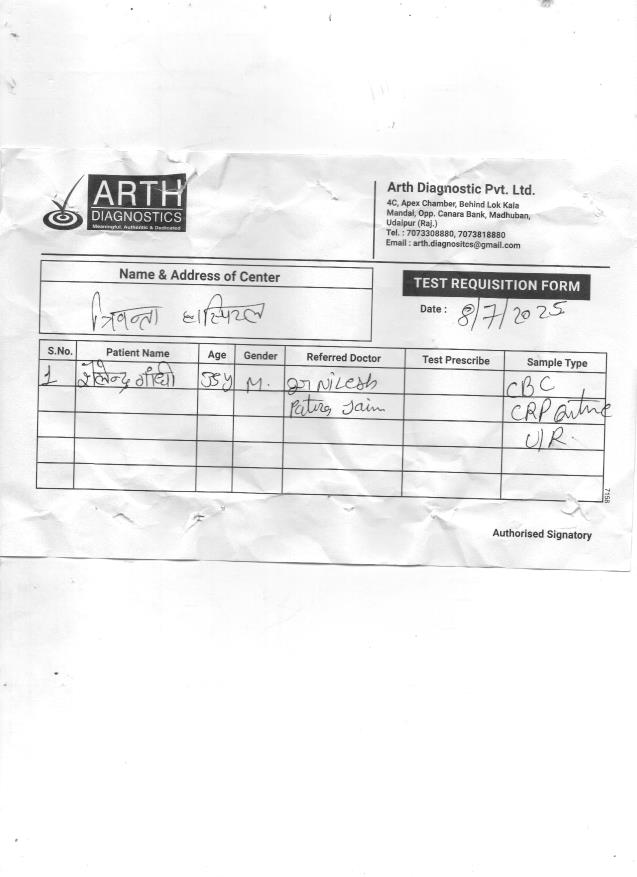 ARTH
DIAGNOSTICS
Meaningful, Authentic & Dedicated
Arth Diagnostic Pvt. Ltd.
4C, Apex Chamber, Behind Lok Kala
Mandal, Opp. Canara Bank, Madhuban,
Udaipur (Raj.)
Tel. : 7073308880, 7073818880
Email : arth.diagnositcs@gmail.com
Name & Address of Center
हास्पिटल
TEST REQUISITION FORM
Date : 8/7/2025
S.No. Patient Name Age Gender Referred Doctor Test Prescribe Sample Type
1 55y M. NiLesh CBC
Jain CRP
U/R.
7158
Authorised Signatory